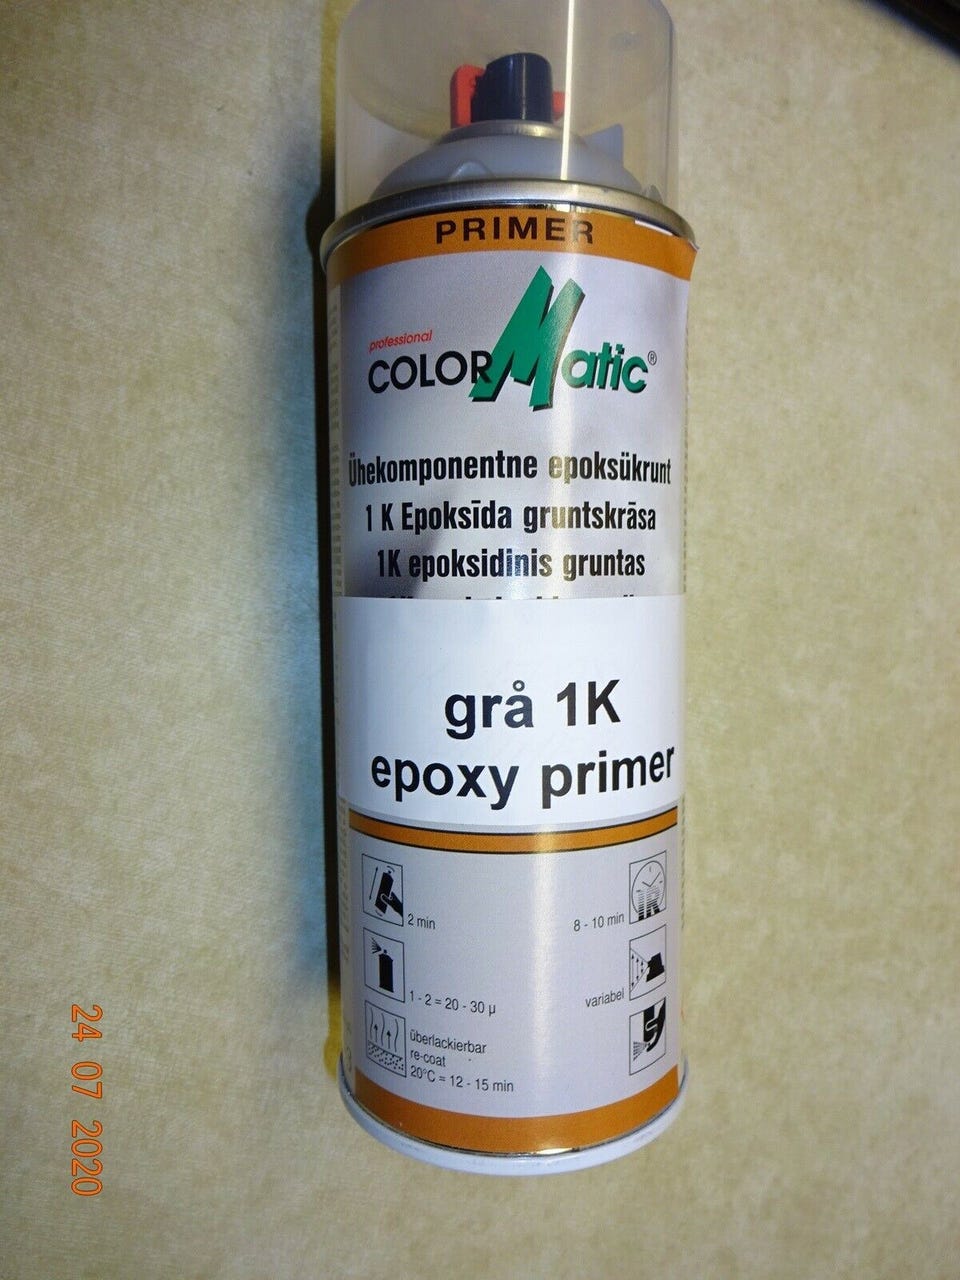 PRIMER
professional
COLORMatic®
Ühekomponentne epoksükrunt
1 K Epoksīda gruntskrāsa
1K epoksidinis gruntas
grå 1K
epoxy primer
2 min
8 - 10 min
IR
1 - 2 = 20 - 30 µ
variabel
überlackierbar
re-coat
20°C = 12 - 15 min
24 07 2020